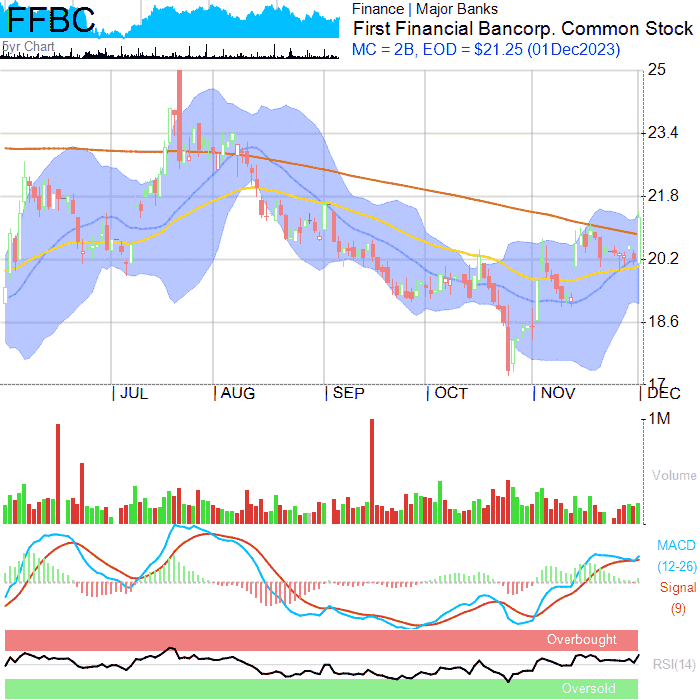 FFBC
Finance | Major Banks
First Financial Bancorp. Common Stock
5yr Chart
MC = 2B, EOD = $21.25 (01Dec2023)
25
23.4
21.8
20.2
18.6
17
JUL
AUG
SEP
OCT
NOV
DEC
1M
Volume
MACD
(12-26)
Signal
(9)
Overbought
RSI(14)
Oversold